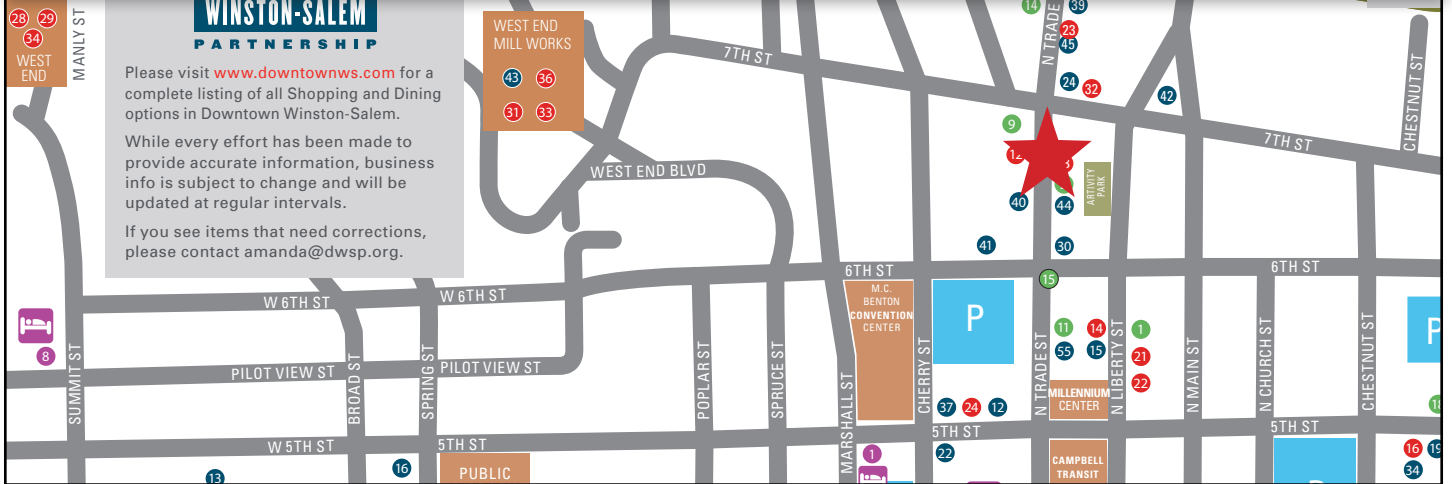 28
29
34
WEST
END
MANLY ST
WINSTON-SALEM
PARTNERSHIP
Please visit www.downtownws.com for a
complete listing of all Shopping and Dining
options in Downtown Winston-Salem.
While every effort has been made to
provide accurate information, business
info is subject to change and will be
updated at regular intervals.
If you see items that need corrections,
please contact amanda@dwsp.org.
WEST END
MILL WORKS
43
36
31
33
7TH ST
14
N TRADE
39
23
45
24
32
42
CHESTNUT ST
9
12
7TH ST
ARTIVITY
PARK
WEST END BLVD
40
44
41
30
6TH ST
15
6TH ST
W 6TH ST
W 6TH ST
M.C.
BENTON
CONVENTION
CENTER
P
P
8
11
14
1
55
15
21
22
PILOT VIEW ST
PILOT VIEW ST
SUMMIT ST
BROAD ST
SPRING ST
POPLAR ST
SPRUCE ST
MARSHALL ST
CHERRY ST
N TRADE ST
N LIBERTY ST
N MAIN ST
N CHURCH ST
CHESTNUT ST
MILLENNIUM
CENTER
37
24
12
18
W 5TH ST
5TH ST
5TH ST
5TH ST
13
16
PUBLIC
1
22
CAMPBELL
TRANSIT
16
19
34